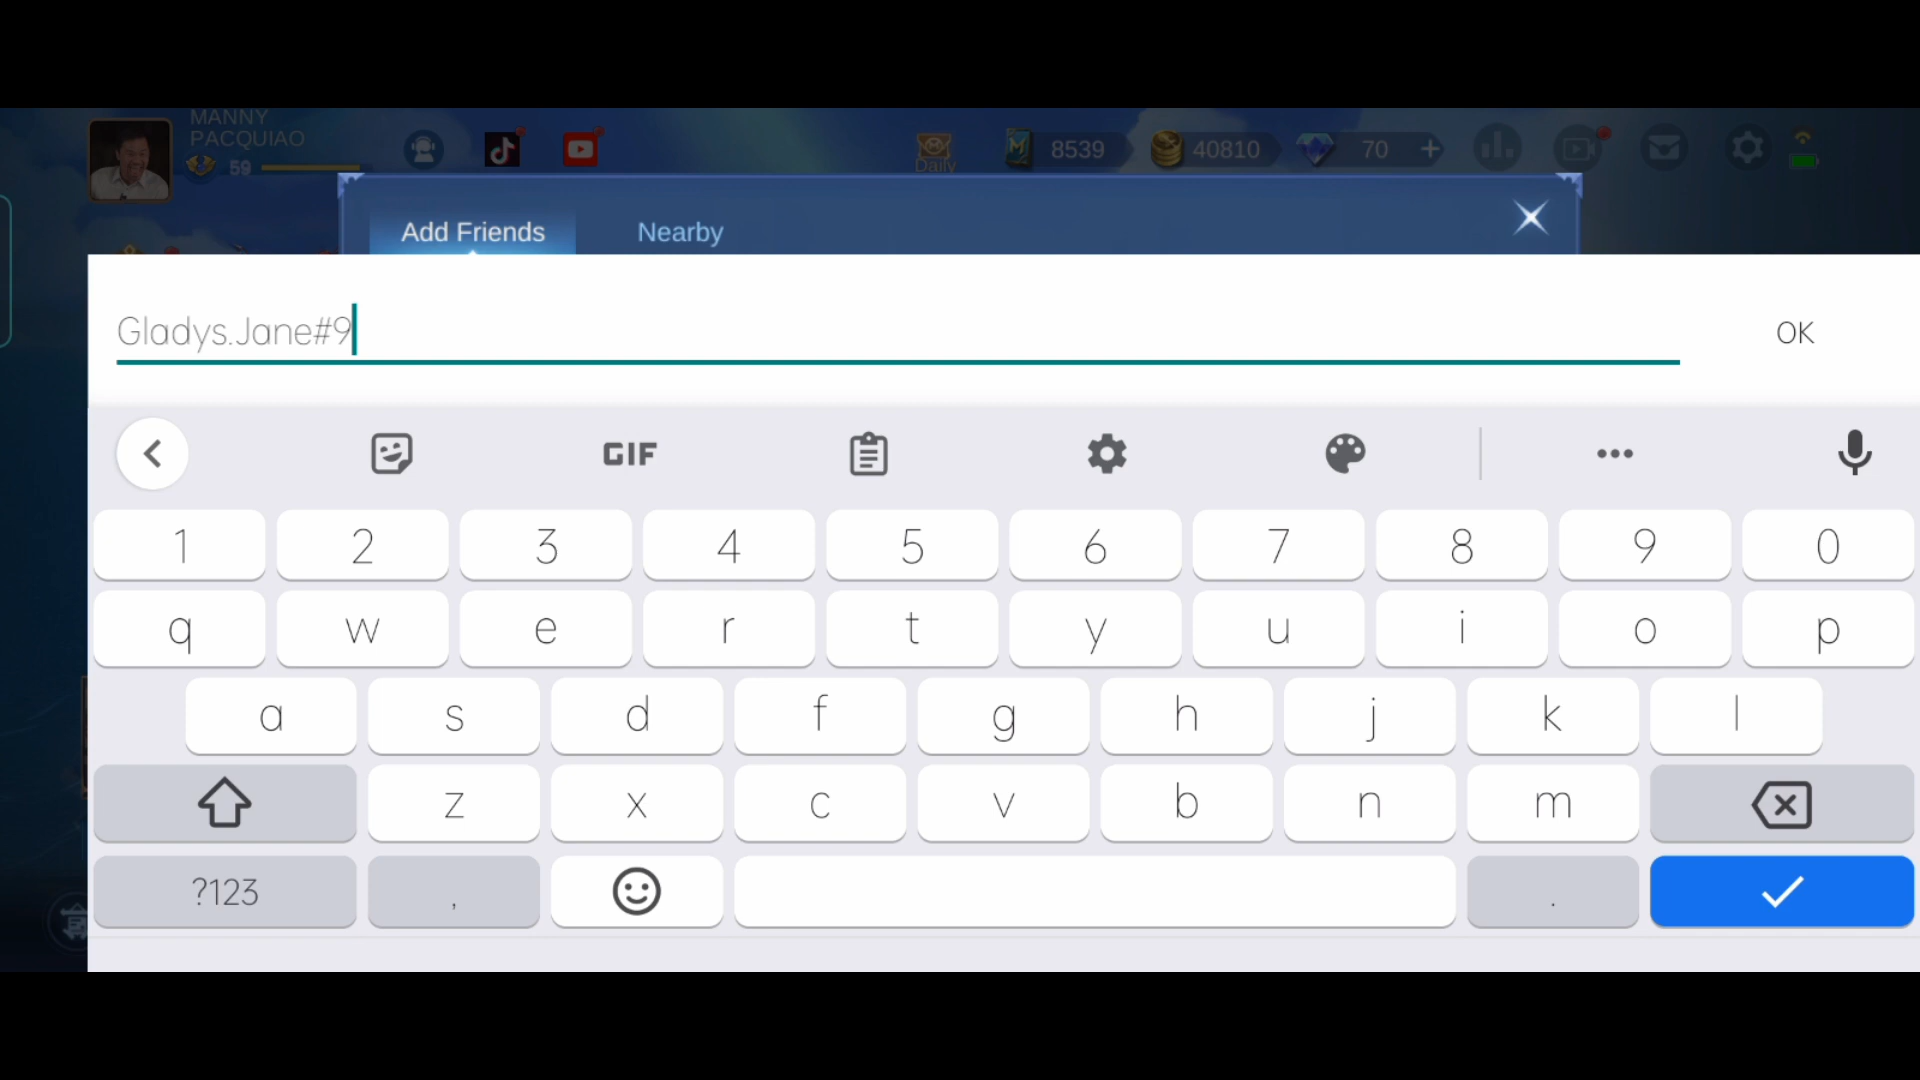 MANNY
PACQUIAO
59
Daily
8539
40810
70
Add Friends
Nearby
Gladys.Jane#9
OK
GIF
1 2 3 4 5 6 7 8 9 0
q w e r t y u i o p
a s d f g h j k l
z x c v b n m
?123 , .